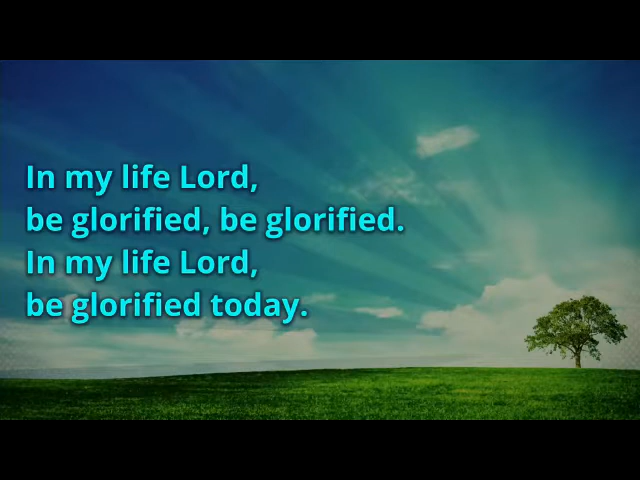 In my life Lord,
be glorified, be glorified.
In my life Lord,
be glorified today.